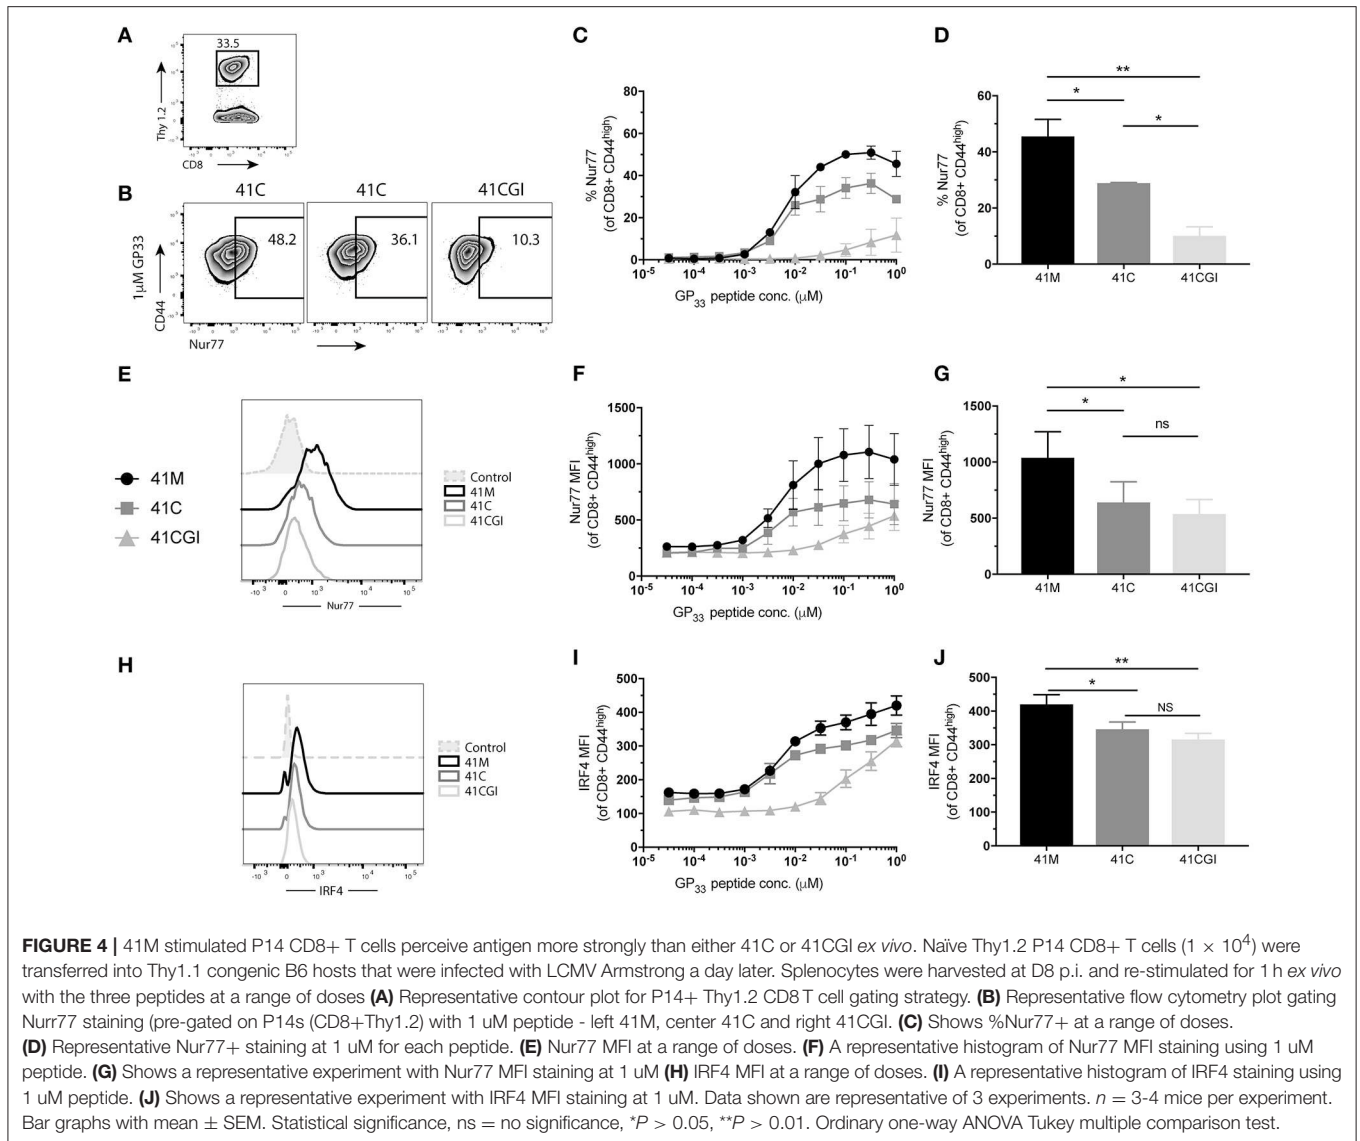 A
33.5
Thy 1.2
CD8
-10³ 0 10³ 10⁴ 10⁵
B
41C 41C 41CGI
1µM GP33
CD44
48.2 36.1 10.3
Nur77
C
% Nur77
(of CD8+ CD44high)
80
60
40
20
0
10-5 10-4 10-3 10-2 10-1 100
GP33 peptide conc. (µM)
D
** 
* 
*
% Nur77
(of CD8+ CD44high)
60
40
20
0
41M 41C 41CGI
E
41M
41C
41CGI
Control
41M
41C
41CGI
-10³ 0 10³ 10⁴ 10⁵
Nur77
F
Nur77 MFI
(of CD8+ CD44high)
1500
1000
500
0
10-5 10-4 10-3 10-2 10-1 100
GP33 peptide conc. (µM)
G
*
*
ns
Nur77 MFI
(of CD8+ CD44high)
1500
1000
500
0
41M 41C 41CGI
H
Control
41M
41C
41CGI
-10³ 0 10³ 10⁴ 10⁵
IRF4
I
IRF4 MFI
(of CD8+ CD44high)
500
400
300
200
100
0
10-5 10-4 10-3 10-2 10-1 100
GP33 peptide conc. (µM)
J
**
*
NS
IRF4 MFI
(of CD8+ CD44high)
500
400
300
200
100
0
41M 41C 41CGI
FIGURE 4 | 41M stimulated P14 CD8+ T cells perceive antigen more strongly than either 41C or 41CGI ex vivo. Naïve Thy1.2 P14 CD8+ T cells (1 × 10⁴) were
transferred into Thy1.1 congenic B6 hosts that were infected with LCMV Armstrong a day later. Splenocytes were harvested at D8 p.i. and re-stimulated for 1 h ex vivo
with the three peptides at a range of doses (A) Representative contour plot for P14+ Thy1.2 CD8 T cell gating strategy. (B) Representative flow cytometry plot gating
Nurr77 staining (pre-gated on P14s (CD8+Thy1.2) with 1 uM peptide - left 41M, center 41C and right 41CGI. (C) Shows %Nur77+ at a range of doses.
(D) Representative Nur77+ staining at 1 uM for each peptide. (E) Nur77 MFI at a range of doses. (F) A representative histogram of Nur77 MFI staining using 1 uM
peptide. (G) Shows a representative experiment with Nur77 MFI staining at 1 uM (H) IRF4 MFI at a range of doses. (I) A representative histogram of IRF4 staining using
1 uM peptide. (J) Shows a representative experiment with IRF4 MFI staining at 1 uM. Data shown are representative of 3 experiments. n = 3-4 mice per experiment.
Bar graphs with mean ± SEM. Statistical significance, ns = no significance, *P > 0.05, **P > 0.01. Ordinary one-way ANOVA Tukey multiple comparison test.